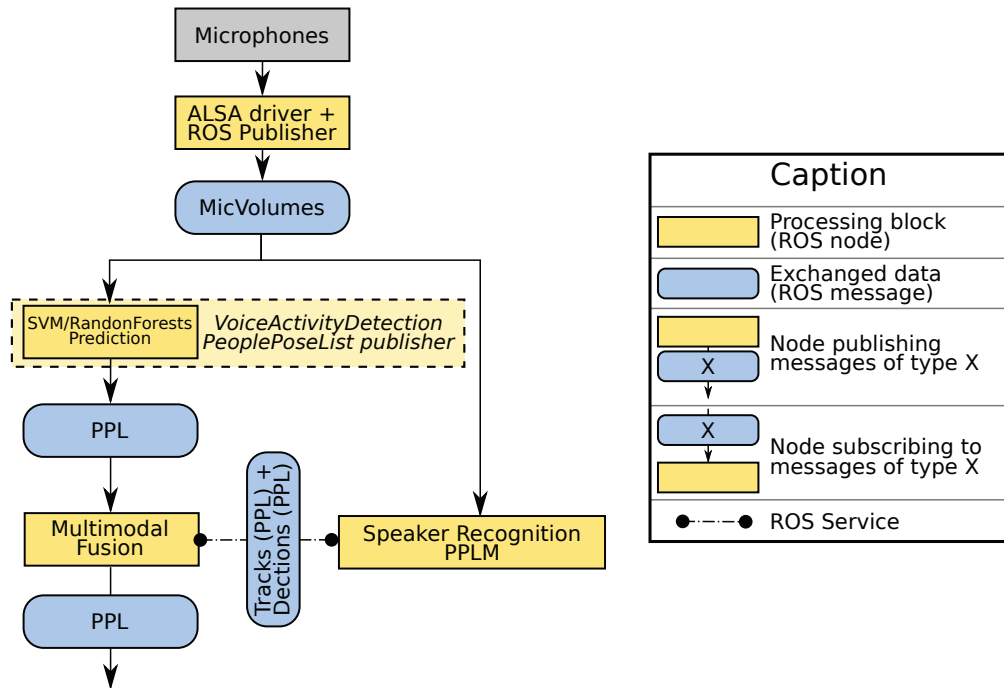 Microphones
ALSA driver +
ROS Publisher
MicVolumes
SVM/RandonForests
Prediction
VoiceActivityDetection
PeoplePoseList publisher
PPL
Multimodal
Fusion
Tracks (PPL) +
Dections (PPL)
Speaker Recognition
PPLM
PPL
Caption
Processing block
(ROS node)
Exchanged data
(ROS message)
X
Node publishing
messages of type X
X
Node subscribing to
messages of type X
ROS Service